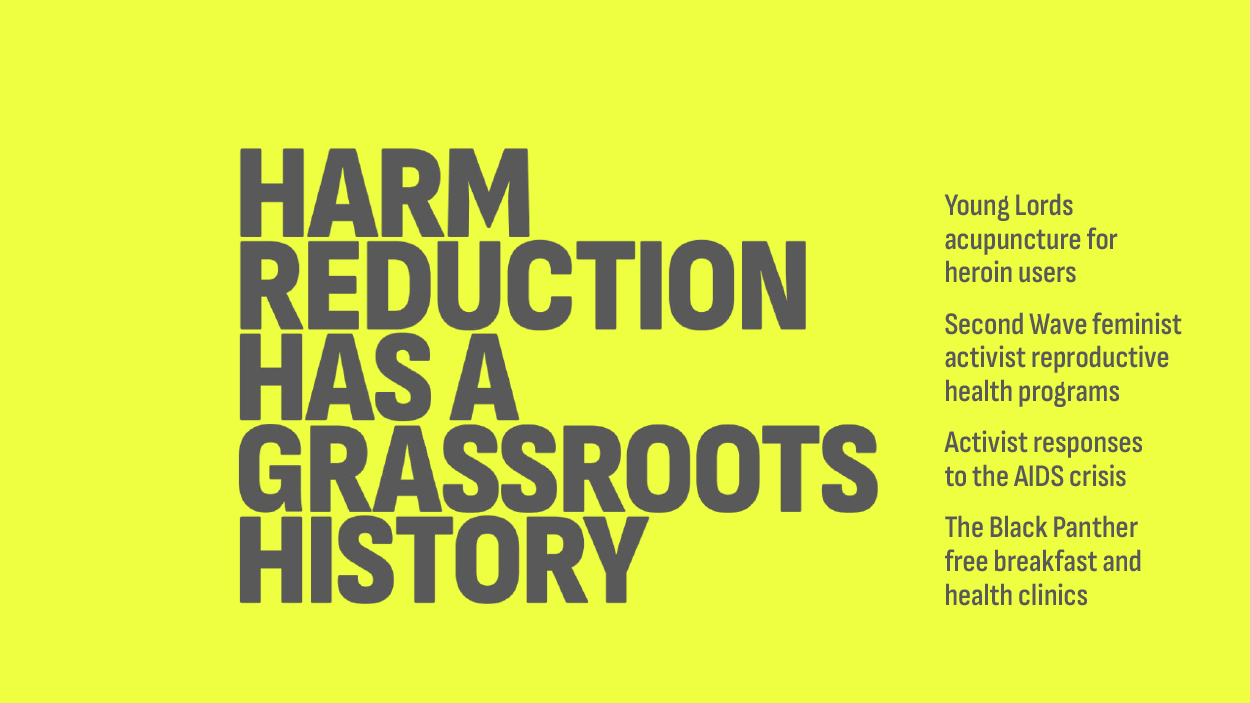 HARM
REDUCTION
HAS A
GRASSROOTS
HISTORY
Young Lords
acupuncture for
heroin users
Second Wave feminist
activist reproductive
health programs
Activist responses
to the AIDS crisis
The Black Panther
free breakfast and
health clinics